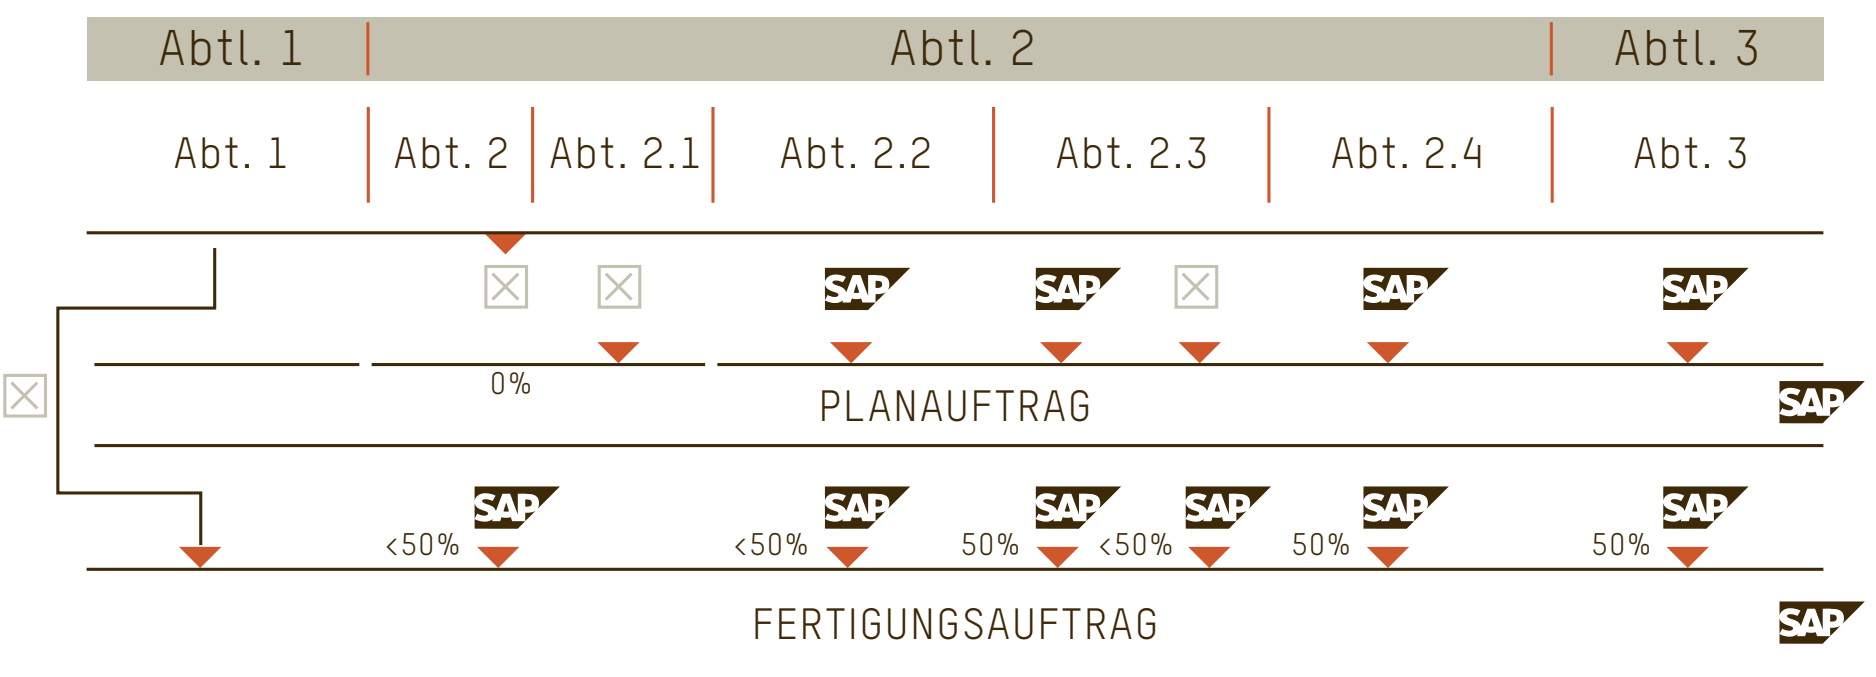 Abtl. 1 Abtl. 2 Abtl. 3
Abt. 1 Abt. 2 Abt. 2.1 Abt. 2.2 Abt. 2.3 Abt. 2.4 Abt. 3
SAP SAP SAP SAP
0%
PLANAUFTRAG SAP
SAP SAP SAP SAP SAP SAP
<50% <50% 50% <50% 50% 50%
FERTIGUNGSAUFTRAG SAP